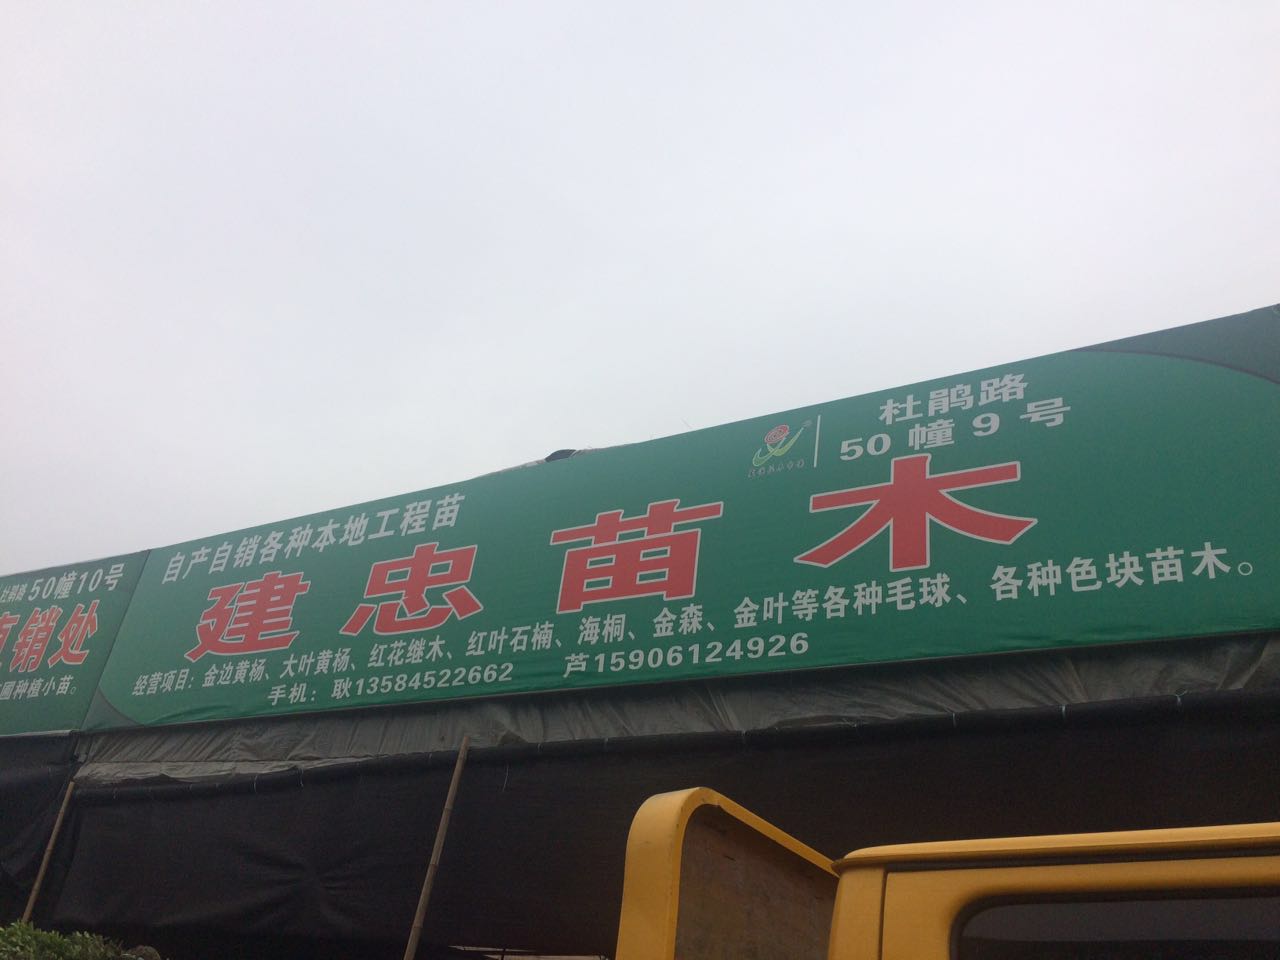 杜鹃路50幢10号
销处
种植小苗。
杜鹃路
50幢9号
自产自销各种本地工程苗
建忠苗木
经营项目：金边黄杨、大叶黄杨、红花继木、红叶石楠、海桐、金森、金叶等各种毛球、各种色块苗木。
手机：耿13584522662 芦15906124926